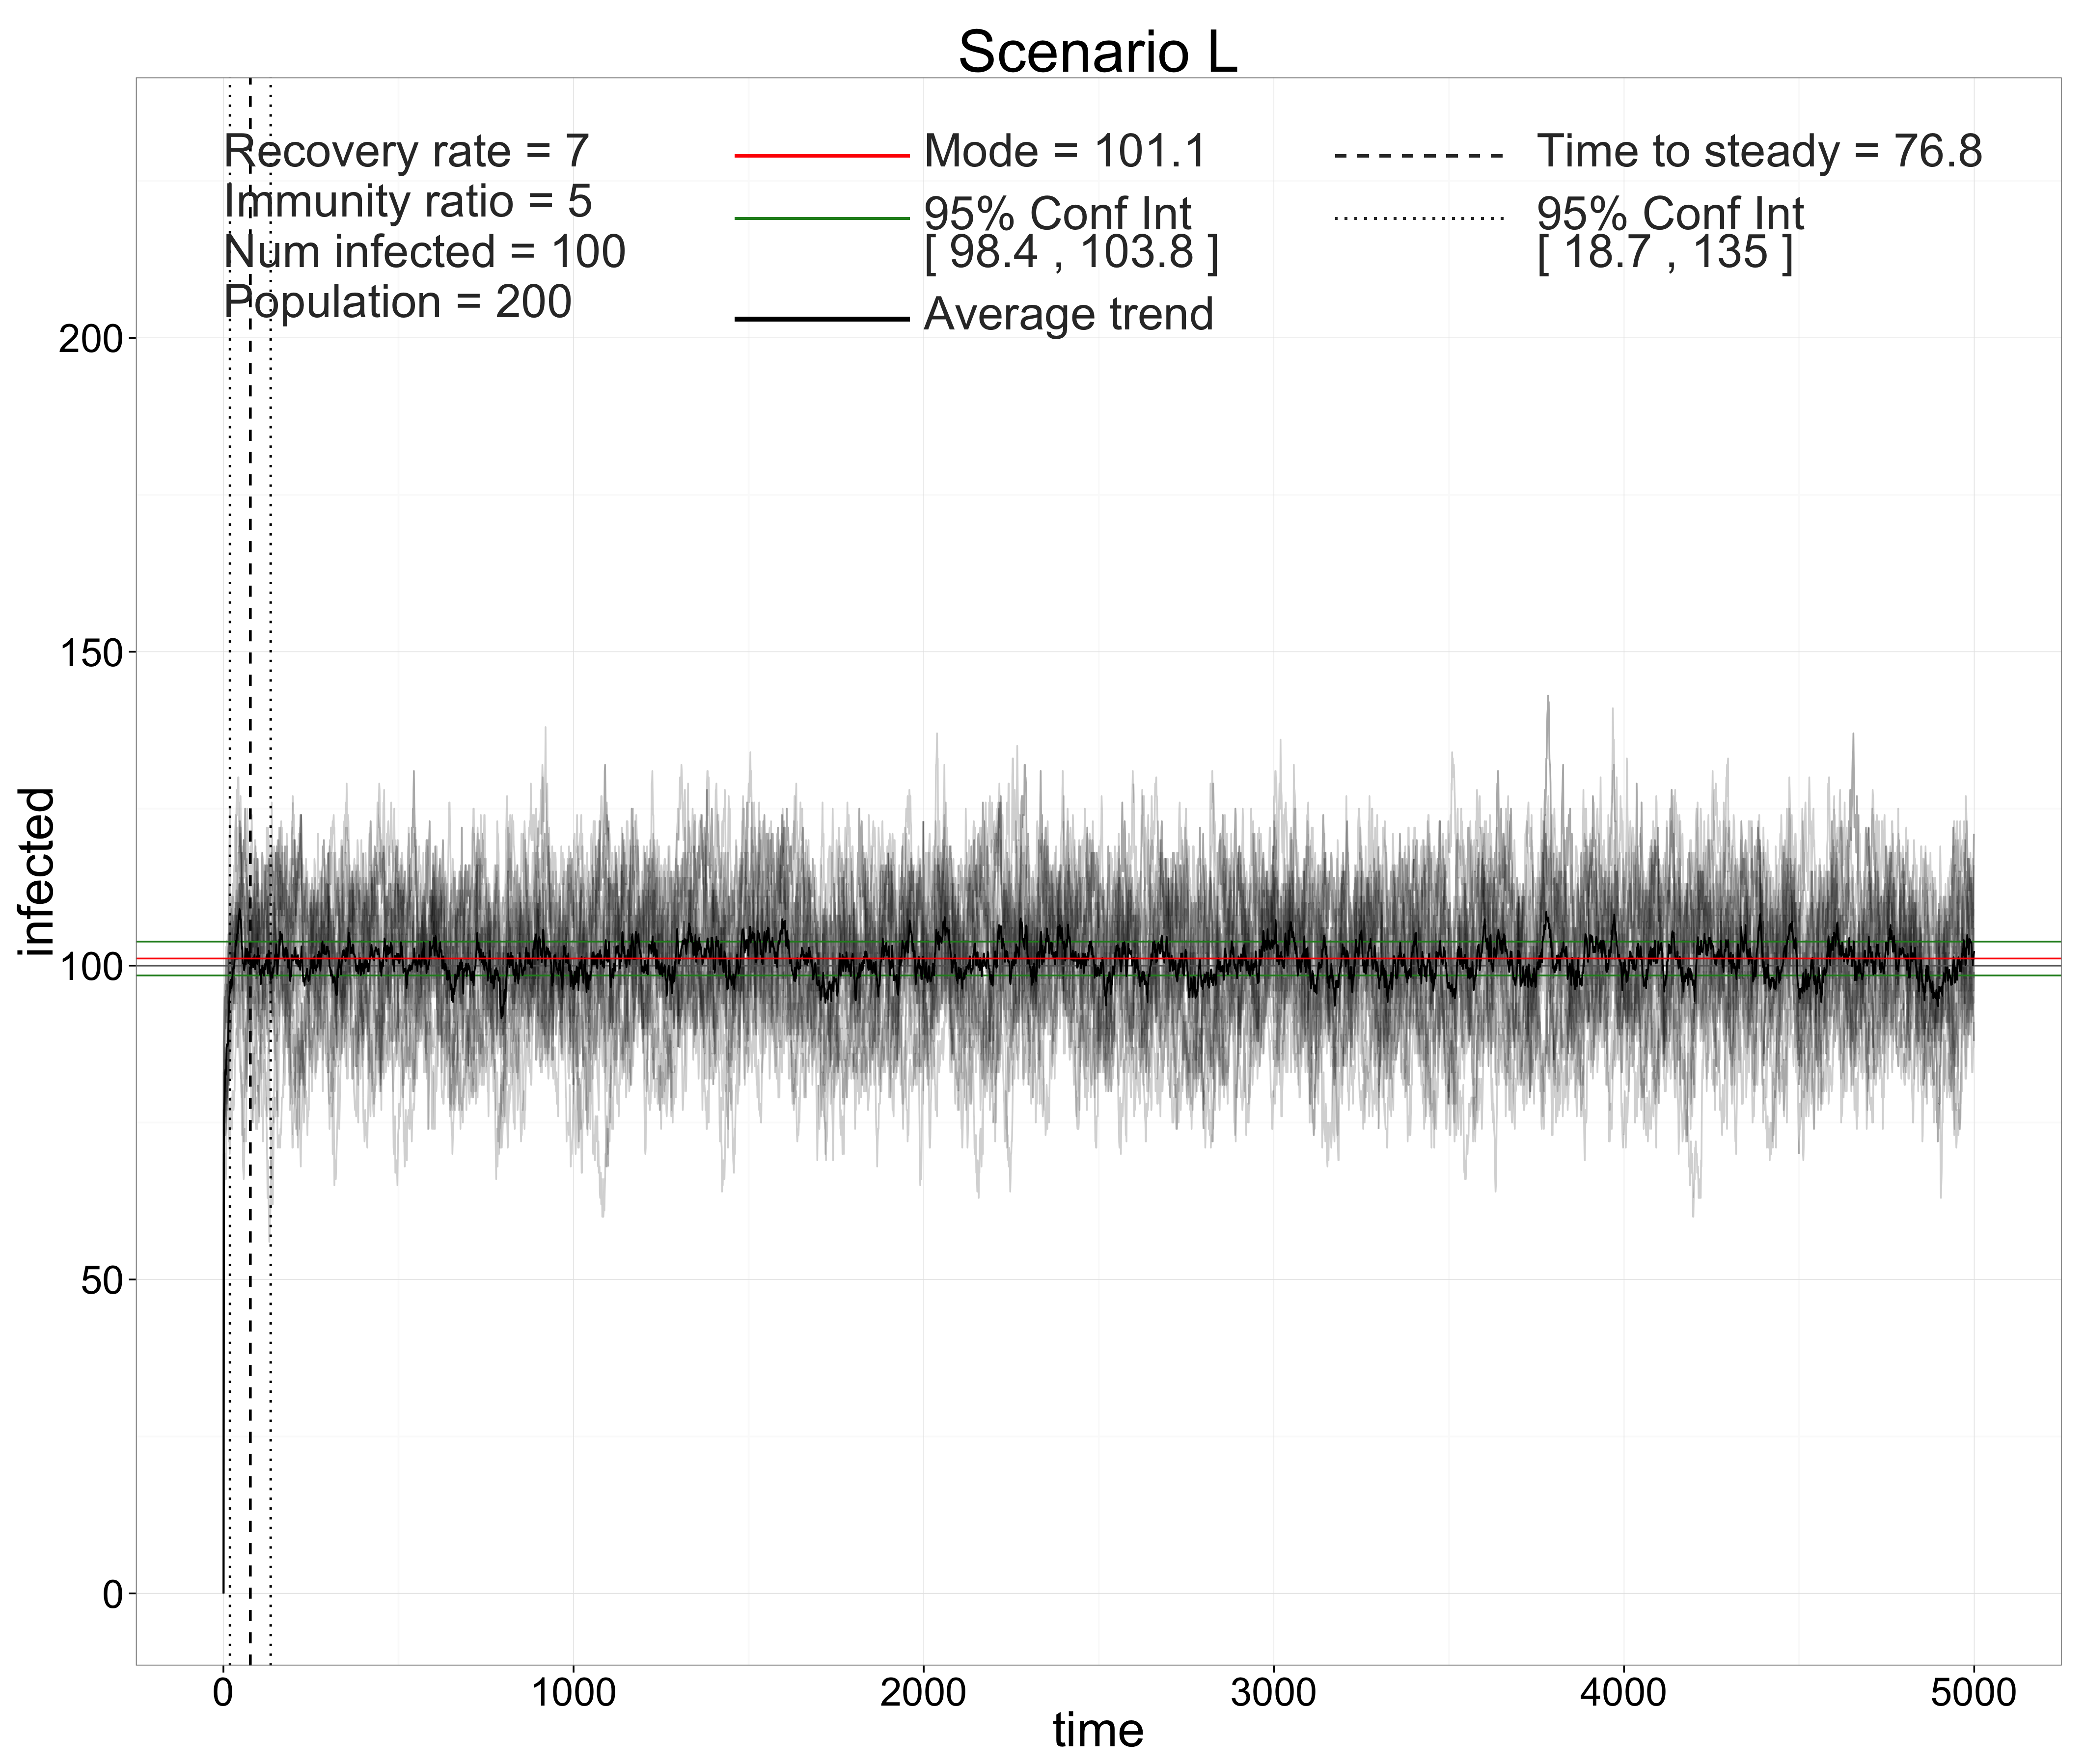 Scenario L
Recovery rate = 7
Immunity ratio = 5
Num infected = 100
Population = 200
Mode = 101.1
95% Conf Int
[ 98.4 , 103.8 ]
Average trend
Time to steady = 76.8
95% Conf Int
[ 18.7 , 135 ]
infected
200
150
100
50
0
0 1000 2000 3000 4000 5000
time